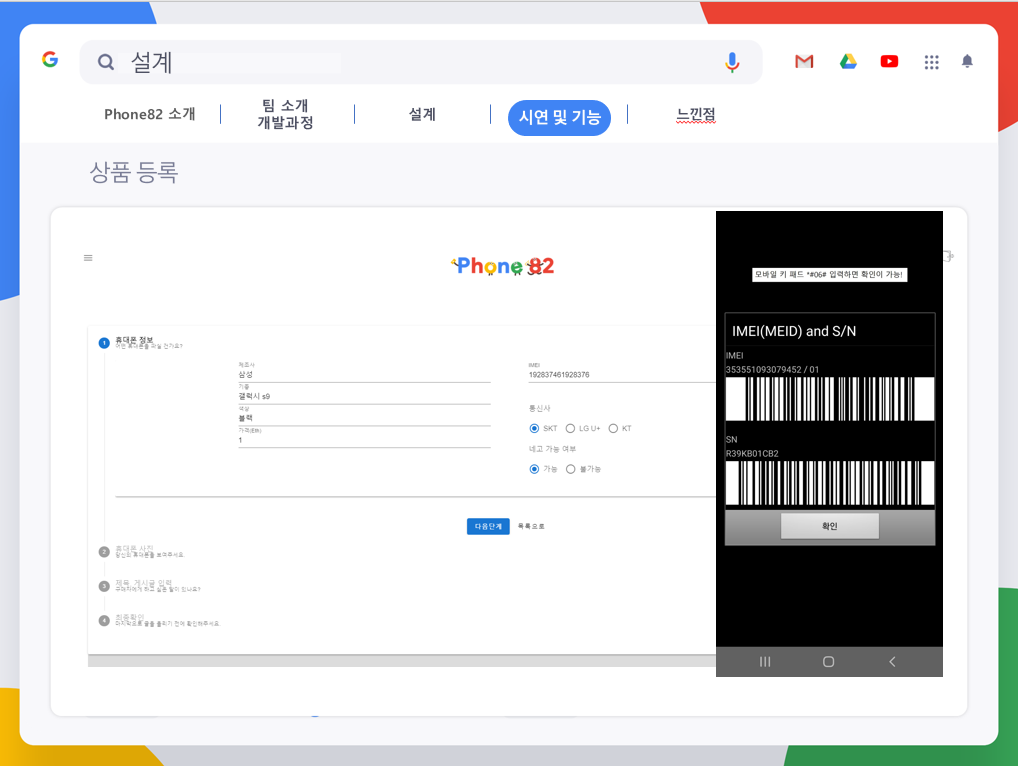 설계
Phone82 소개
팀 소개
개발과정
설계
시연 및 기능
느낀점
상품 등록
Phone 82
모바일 키 패드 *#06# 입력하면 확인이 가능!
1
휴대폰 정보
어떤 휴대폰을 파실 건가요?
제조사
삼성
기종
갤럭시 s9
색상
블랙
가격(만원)
1
IMEI
192837461928376
통신사
SKT
LG U+
KT
네고 가능 여부
가능
불가능
다음단계
목록으로
2
휴대폰 사진
당신의 휴대폰을 보여주세요.
3
제목, 게시글 입력
구매자에게 하고 싶은 말이 있나요?
4
최종확인
마지막으로 글을 올리기 전에 확인해주세요.
IMEI(MEID) and S/N
IMEI
353551093079452 / 01
SN
R39KB01CB2
확인